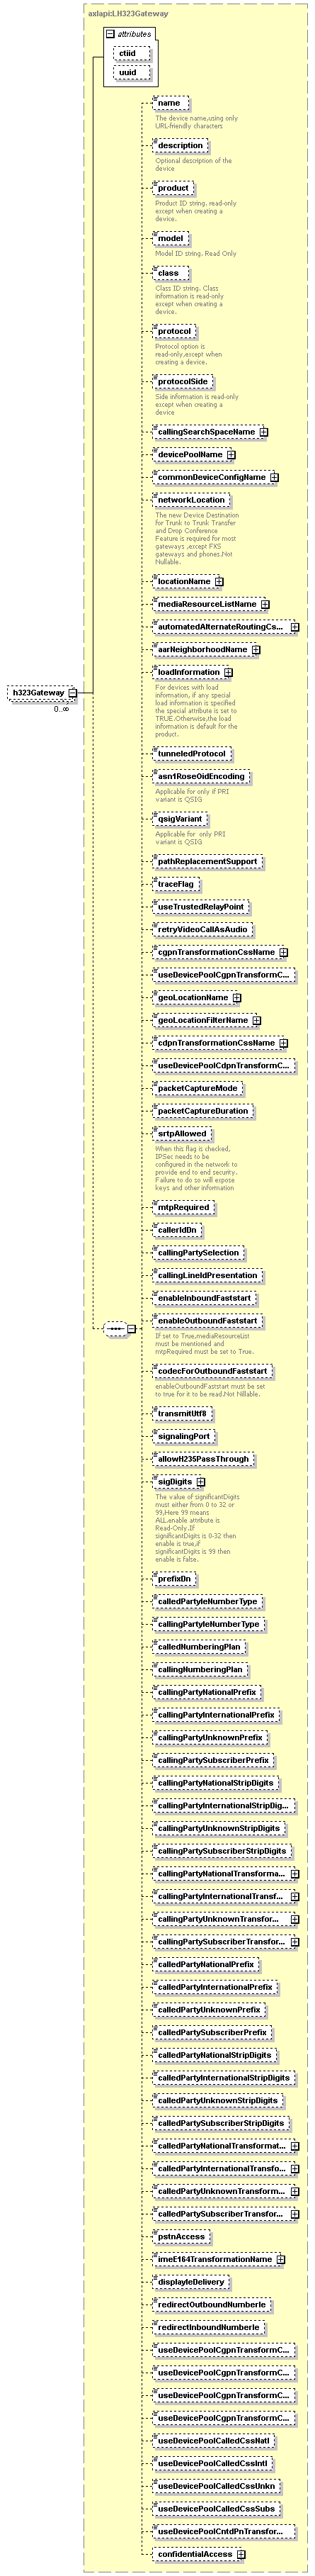 axlapi:LH323Gateway
attributes
ctiid
uuid
name
The device name,using only
URL-friendly characters
description
Optional description of the
device
product
Product ID string. read-only
except when creating a
device.
model
Model ID string. Read Only
class
Class ID string. Class
information is read-only
except when creating a
device.
protocol
Protocol option is
read-only,except when
creating a device.
protocolSide
Side information is read-only
except when creating a
device
callingSearchSpaceName
devicePoolName
commonDeviceConfigName
networkLocation
The new Device Destination
for Trunk to Trunk Transfer
and Drop Conference
Feature is required for most
gateways ,except FXS
gateways and phones.Not
Nullable.
locationName
mediaResourceListName
automatedAlternateRoutingCs...
aarNeighborhoodName
loadInformation
h323Gateway
0..∞
For devices with load
information, if any special
load information is specified
the special attribute is set to
TRUE.Otherwise,the load
information is default for the
product.
tunneledProtocol
asn1RoseOidEncoding
Applicable for only if PRI
variant is QSIG
qsigVariant
Applicable for only PRI
variant is QSIG
pathReplacementSupport
traceFlag
useTrustedRelayPoint
retryVideoCallAsAudio
cgpnTransformationCssName
useDevicePoolCgpnTransformC...
geoLocationName
geoLocationFilterName
cdpnTransformationCssName
useDevicePoolCdpnTransformC...
packetCaptureMode
packetCaptureDuration
srtpAllowed
When this flag is checked,
IPSec needs to be
configured in the network to
provide end to end security.
Failure to do so will expose
keys and other information
mtpRequired
callerIdDn
callingPartySelection
callingLineIdPresentation
enableInboundFaststart
enableOutboundFaststart
If set to True,mediaResourceList
must be mentioned and
mtpRequired must be set to True.
codecForOutboundFaststart
enableOutboundFaststart must be set
to true for it to be read.Not Nillable.
transmitUtf8
signalingPort
allowH235PassThrough
sigDigits
The value of significantDigits
must either from 0 to 32 or
99,Here 99 means
ALL.enable attribute is
Read-Only.If
significantDigits is 0-32 then
enable is true,if
significantDigits is 99 then
enable is false.
prefixDn
calledPartyIeNumberType
callingPartyIeNumberType
calledNumberingPlan
callingNumberingPlan
callingPartyNationalPrefix
callingPartyInternationalPrefix
callingPartyUnknownPrefix
callingPartySubscriberPrefix
callingPartyNationalStripDigits
callingPartyInternationalStripDig...
callingPartyUnknownStripDigits
callingPartySubscriberStripDigits
callingPartyNationalTransforma...
callingPartyInternationalTransf...
callingPartyUnknownTransfor...
callingPartySubscriberTransfor...
calledPartyNationalPrefix
calledPartyInternationalPrefix
calledPartyUnknownPrefix
calledPartySubscriberPrefix
calledPartyNationalStripDigits
calledPartyInternationalStripDigits
calledPartyUnknownStripDigits
calledPartySubscriberStripDigits
calledPartyNationalTransformat...
calledPartyInternationalTransfo...
calledPartyUnknownTransform...
calledPartySubscriberTransfor...
pstnAccess
imeE164TransformationName
displayIeDelivery
redirectOutboundNumberIe
redirectInboundNumberIe
useDevicePoolCgpnTransformC...
useDevicePoolCgpnTransformC...
useDevicePoolCgpnTransformC...
useDevicePoolCgpnTransformC...
useDevicePoolCalledCssNatl
useDevicePoolCalledCssIntl
useDevicePoolCalledCssUnkn
useDevicePoolCalledCssSubs
useDevicePoolCntdPnTransfor...
confidentialAccess